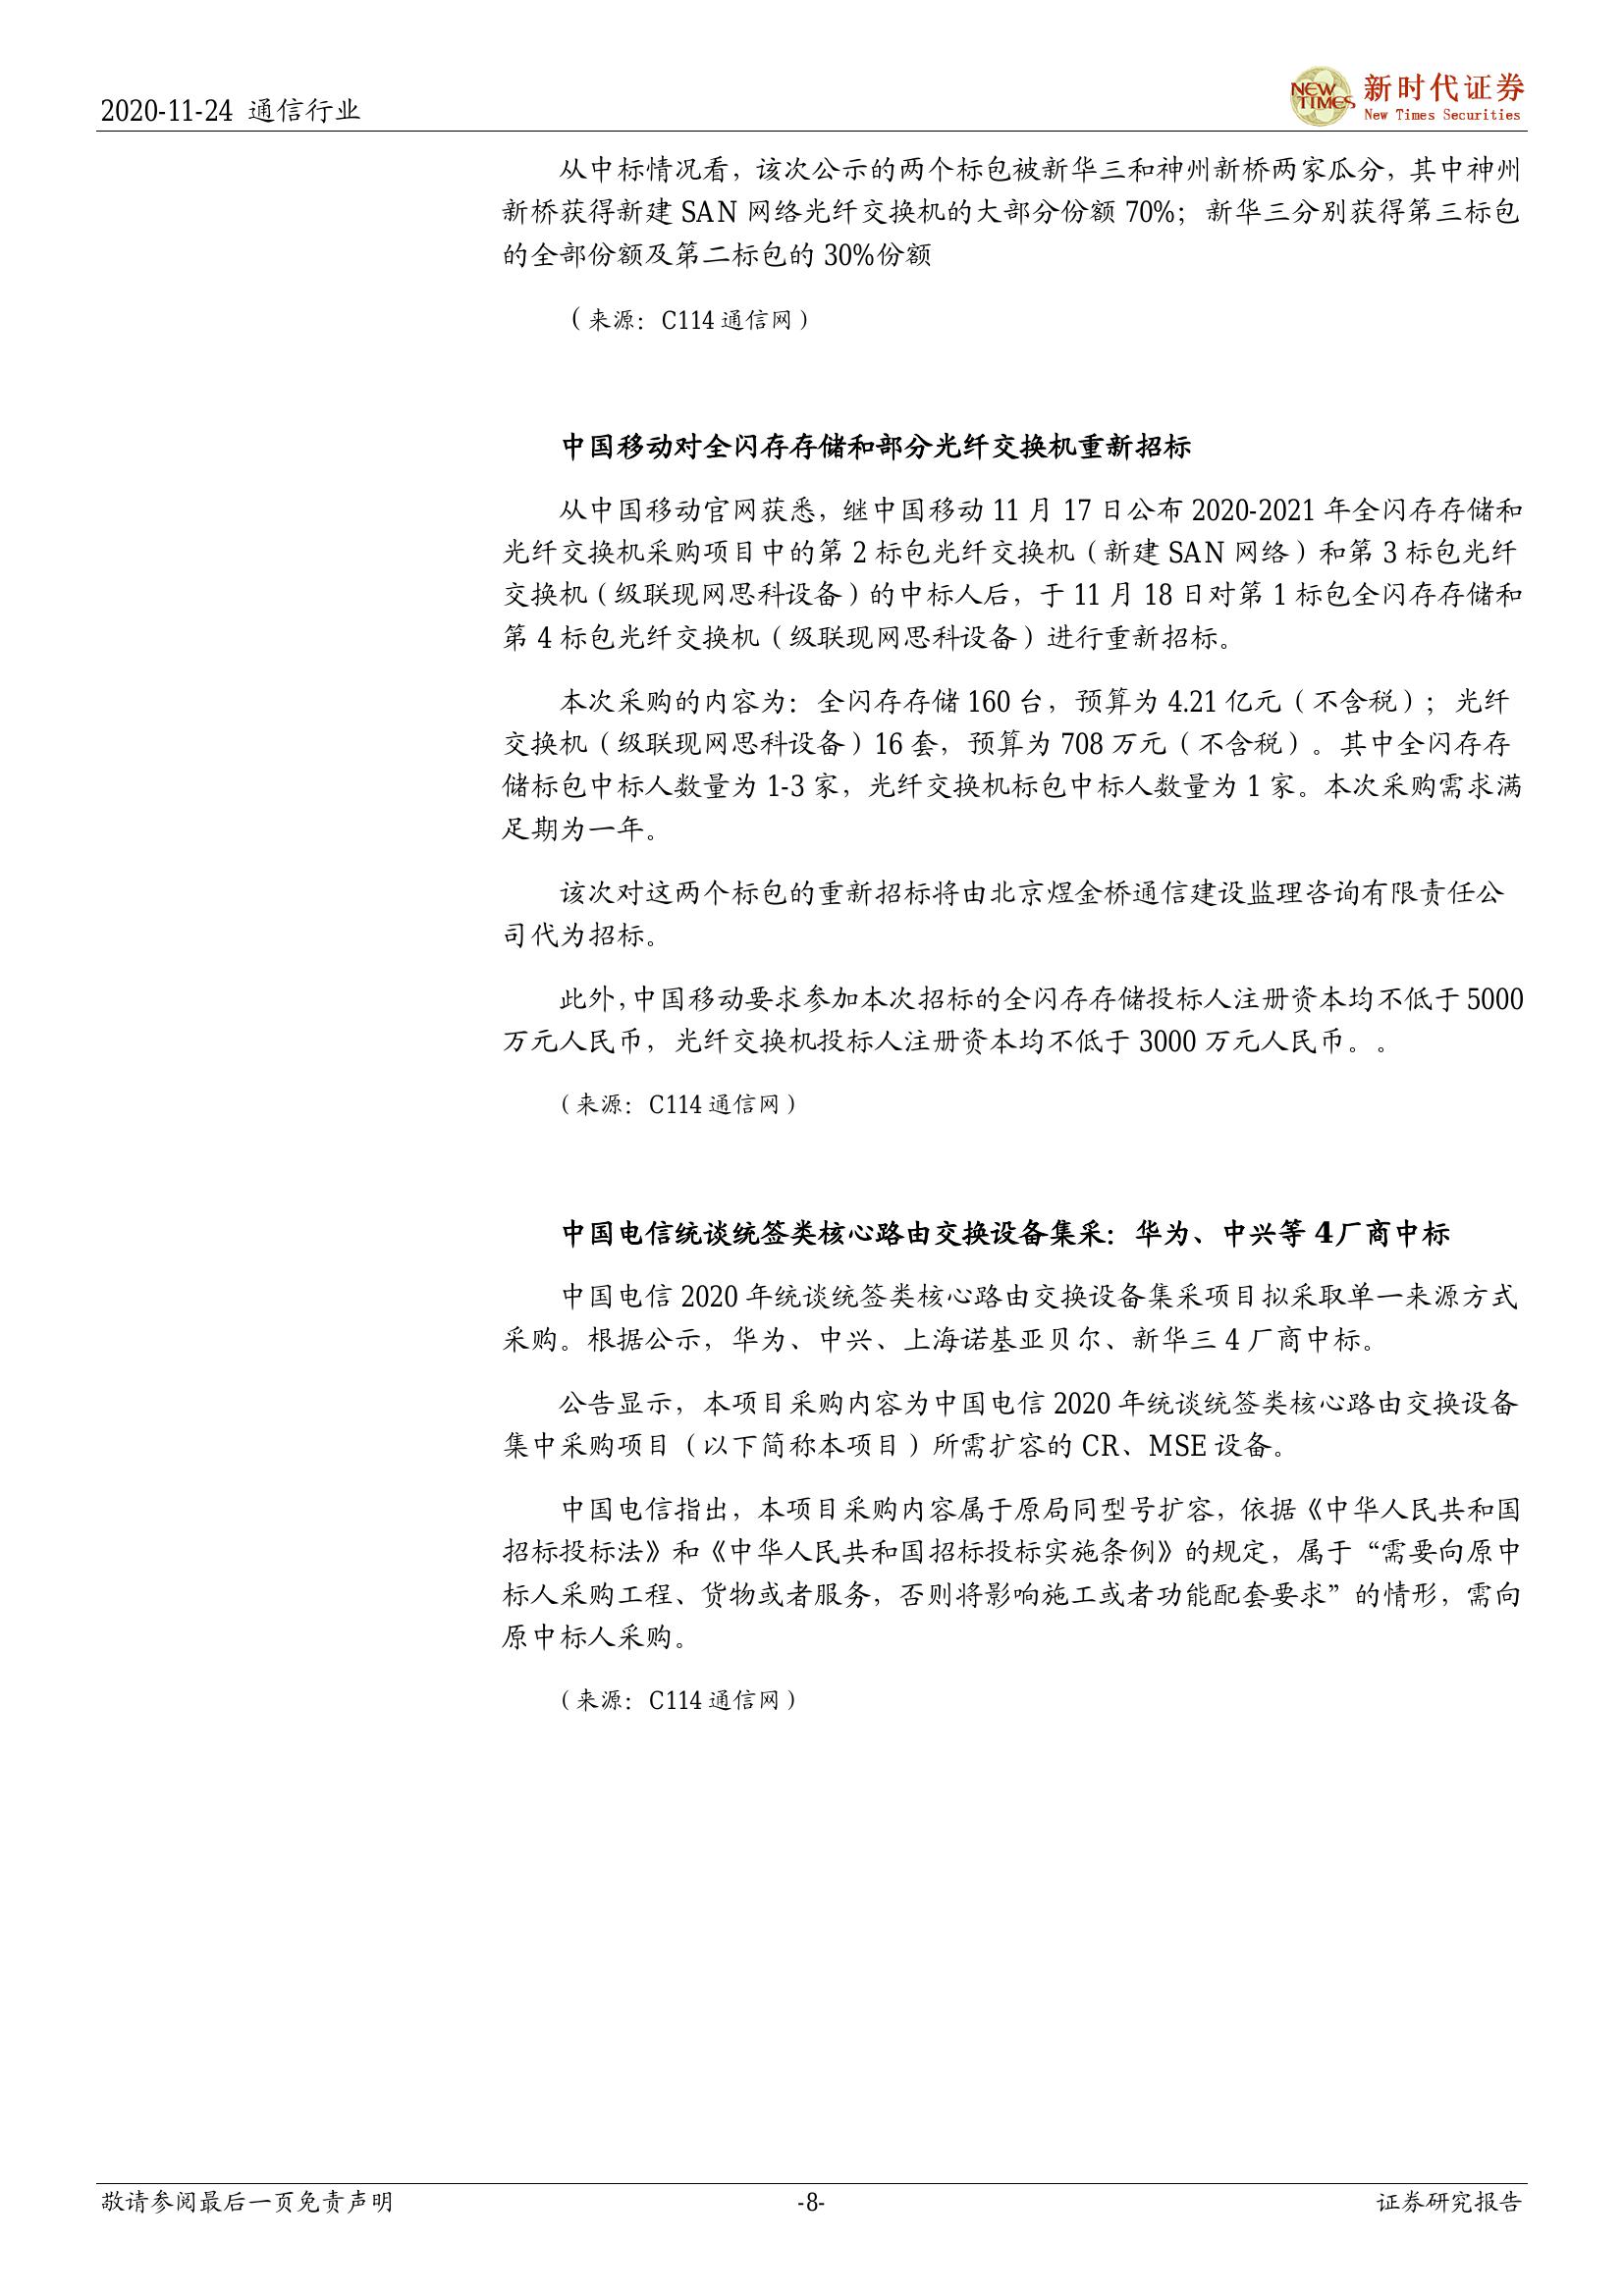 2020-11-24 通信行业
NEW TIMES
新时代证券
New Times Securities
从中标情况看，该次公示的两个标包被新华三和神州新桥两家瓜分，其中神州
新桥获得新建 SAN 网络光纤交换机的大部分份额 70%；新华三分别获得第三标包
的全部份额及第二标包的 30%份额
（来源：C114 通信网）
中国移动对全闪存存储和部分光纤交换机重新招标
从中国移动官网获悉，继中国移动 11 月 17 日公布 2020-2021 年全闪存存储和
光纤交换机采购项目中的第 2 标包光纤交换机（新建 SAN 网络）和第 3 标包光纤
交换机（级联现网思科设备）的中标人后，于 11 月 18 日对第 1 标包全闪存存储和
第 4 标包光纤交换机（级联现网思科设备）进行重新招标。
本次采购的内容为：全闪存存储 160 台，预算为 4.21 亿元（不含税）；光纤
交换机（级联现网思科设备）16 套，预算为 708 万元（不含税）。其中全闪存存
储标包中标人数量为 1-3 家，光纤交换机标包中标人数量为 1 家。本次采购需求满
足期为一年。
该次对这两个标包的重新招标将由北京煜金桥通信建设监理咨询有限责任公
司代为招标。
此外，中国移动要求参加本次招标的全闪存存储投标人注册资本均不低于 5000
万元人民币，光纤交换机投标人注册资本均不低于 3000 万元人民币。。
（来源：C114 通信网）
中国电信统谈统签类核心路由交换设备集采：华为、中兴等 4厂商中标
中国电信 2020 年统谈统签类核心路由交换设备集采项目拟采取单一来源方式
采购。根据公示，华为、中兴、上海诺基亚贝尔、新华三 4 厂商中标。
公告显示，本项目采购内容为中国电信 2020 年统谈统签类核心路由交换设备
集中采购项目（以下简称本项目）所需扩容的 CR、MSE 设备。
中国电信指出，本项目采购内容属于原局同型号扩容，依据《中华人民共和国
招标投标法》和《中华人民共和国招标投标实施条例》的规定，属于“需要向原中
标人采购工程、货物或者服务，否则将影响施工或者功能配套要求”的情形，需向
原中标人采购。
（来源：C114 通信网）
敬请参阅最后一页免责声明
-8-
证券研究报告